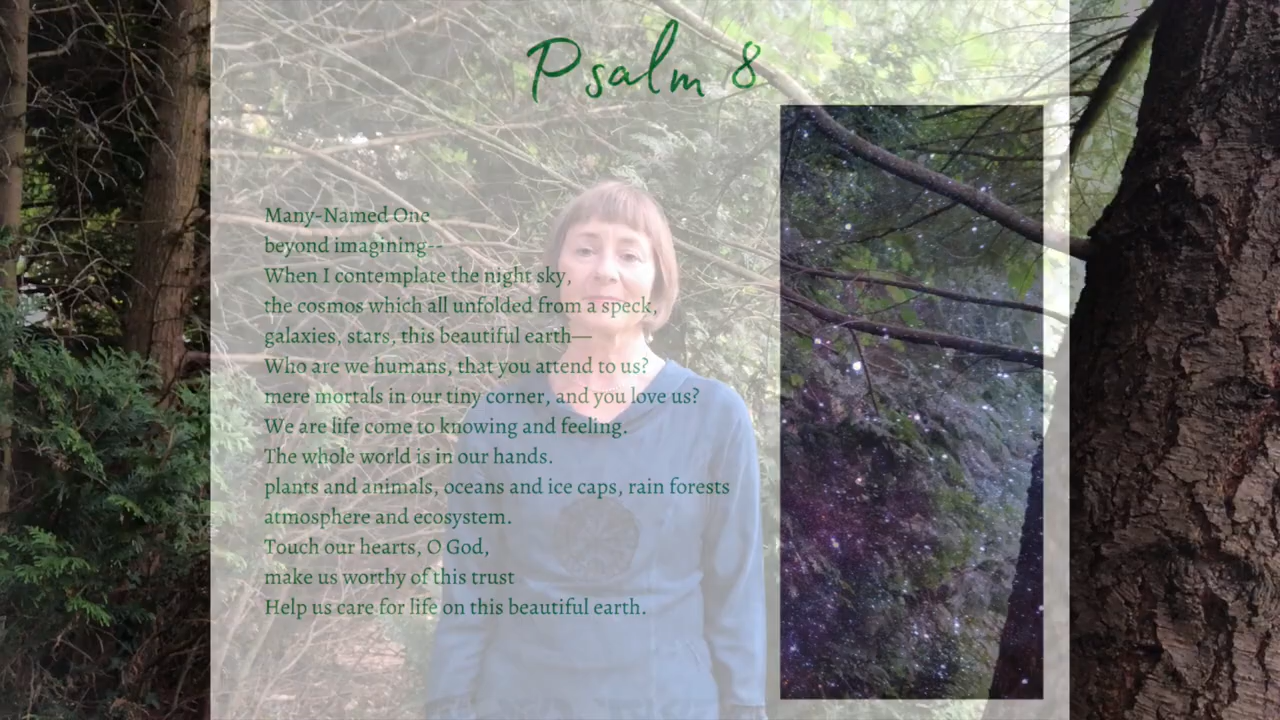 Psalm 8
Many-Named One
beyond imagining--
When I contemplate the night sky,
the cosmos which all unfolded from a speck,
galaxies, stars, this beautiful earth—
Who are we humans, that you attend to us?
mere mortals in our tiny corner, and you love us?
We are life come to knowing and feeling.
The whole world is in our hands.
plants and animals, oceans and ice caps, rain forests
atmosphere and ecosystem.
Touch our hearts, O God,
make us worthy of this trust
Help us care for life on this beautiful earth.